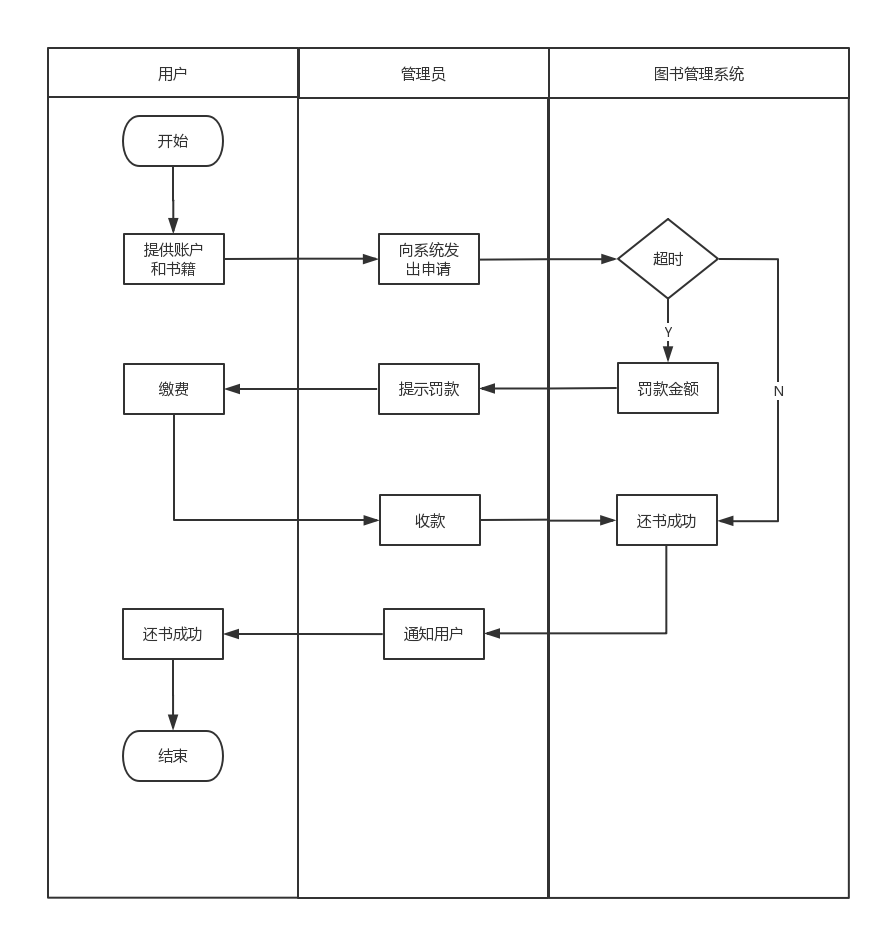 用户
管理员
图书管理系统
开始
提供账户
和书籍
向系统发
出申请
超时
Y
缴费
提示罚款
罚款金额
N
收款
还书成功
还书成功
通知用户
结束